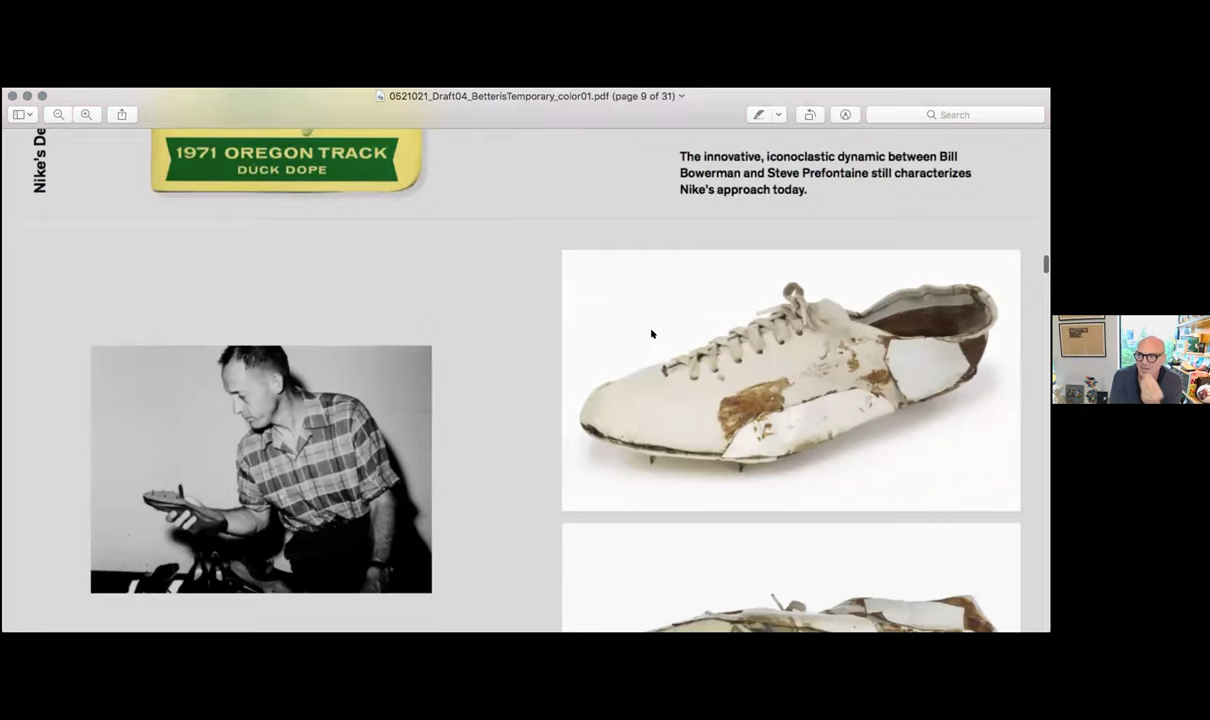 0521021_Draft04_BetterisTemporary_color01.pdf (page 9 of 31)
Search
Nike's De
1971 OREGON TRACK
DUCK DOPE
The innovative, iconoclastic dynamic between Bill
Bowerman and Steve Prefontaine still characterizes
Nike's approach today.